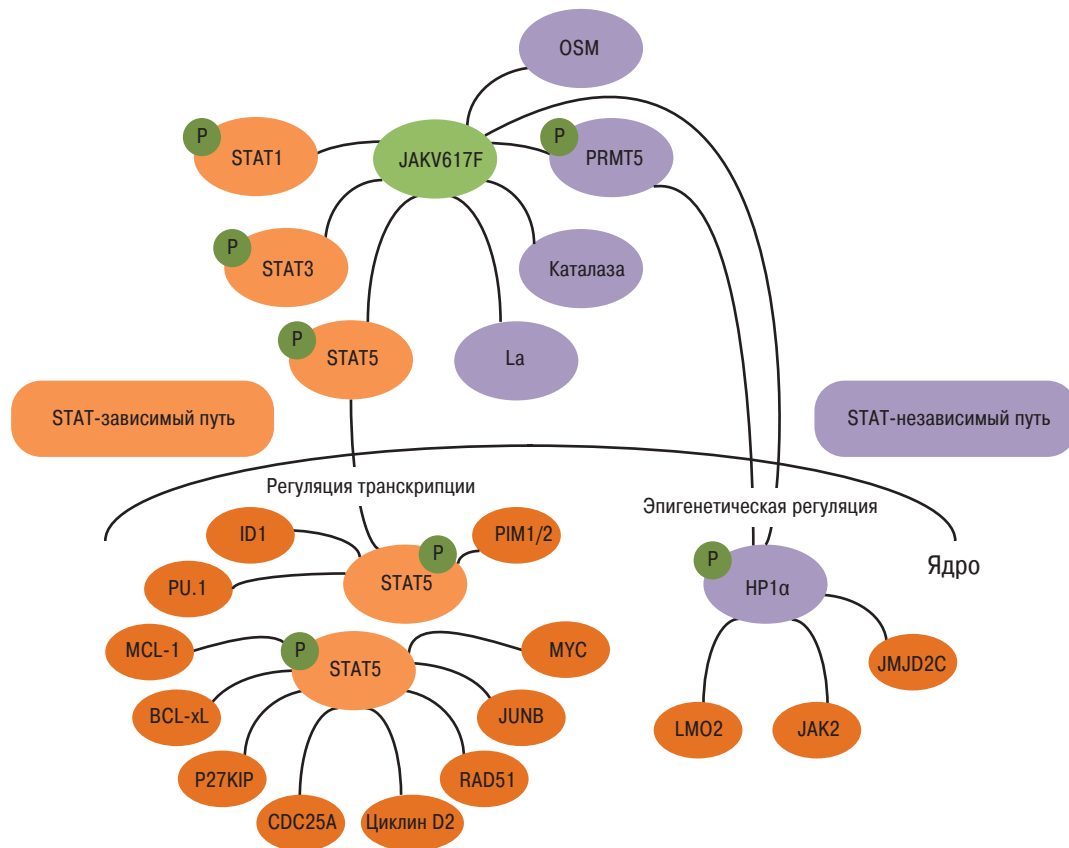 OSM
P
STAT1
JAKV617F
P
PRMT5
P
STAT3
Каталаза
P
STAT5
La
STAT-зависимый путь
STAT-независимый путь
Регуляция транскрипции
Эпигенетическая регуляция
ID1
PIM1/2
P
STAT5
PU.1
P
HP1α
Ядро
MCL-1
P
STAT5
MYC
JMJD2C
BCL-xL
JUNB
LMO2
JAK2
P27KIP
RAD51
CDC25A
Циклин D2